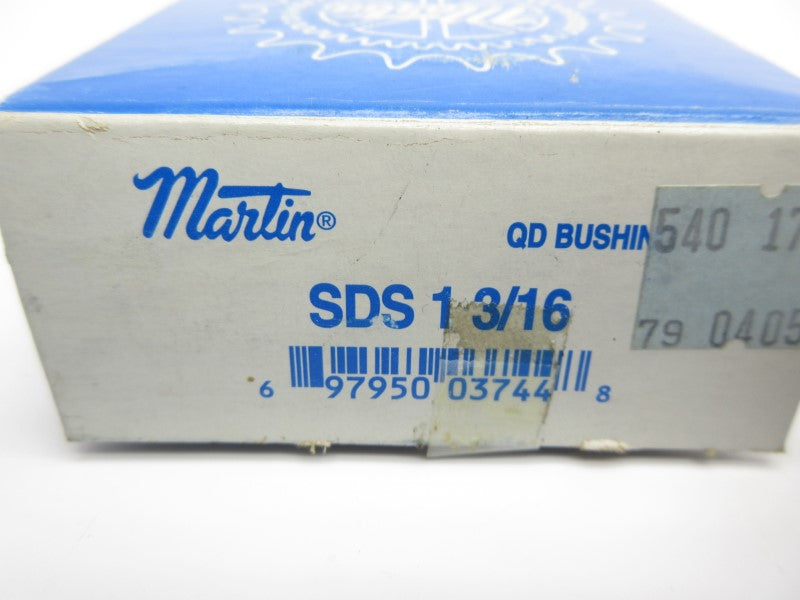 Martin®
QD BUSHIN
540 17
SDS 1 3/16
79 0405
6 97950 03744 8